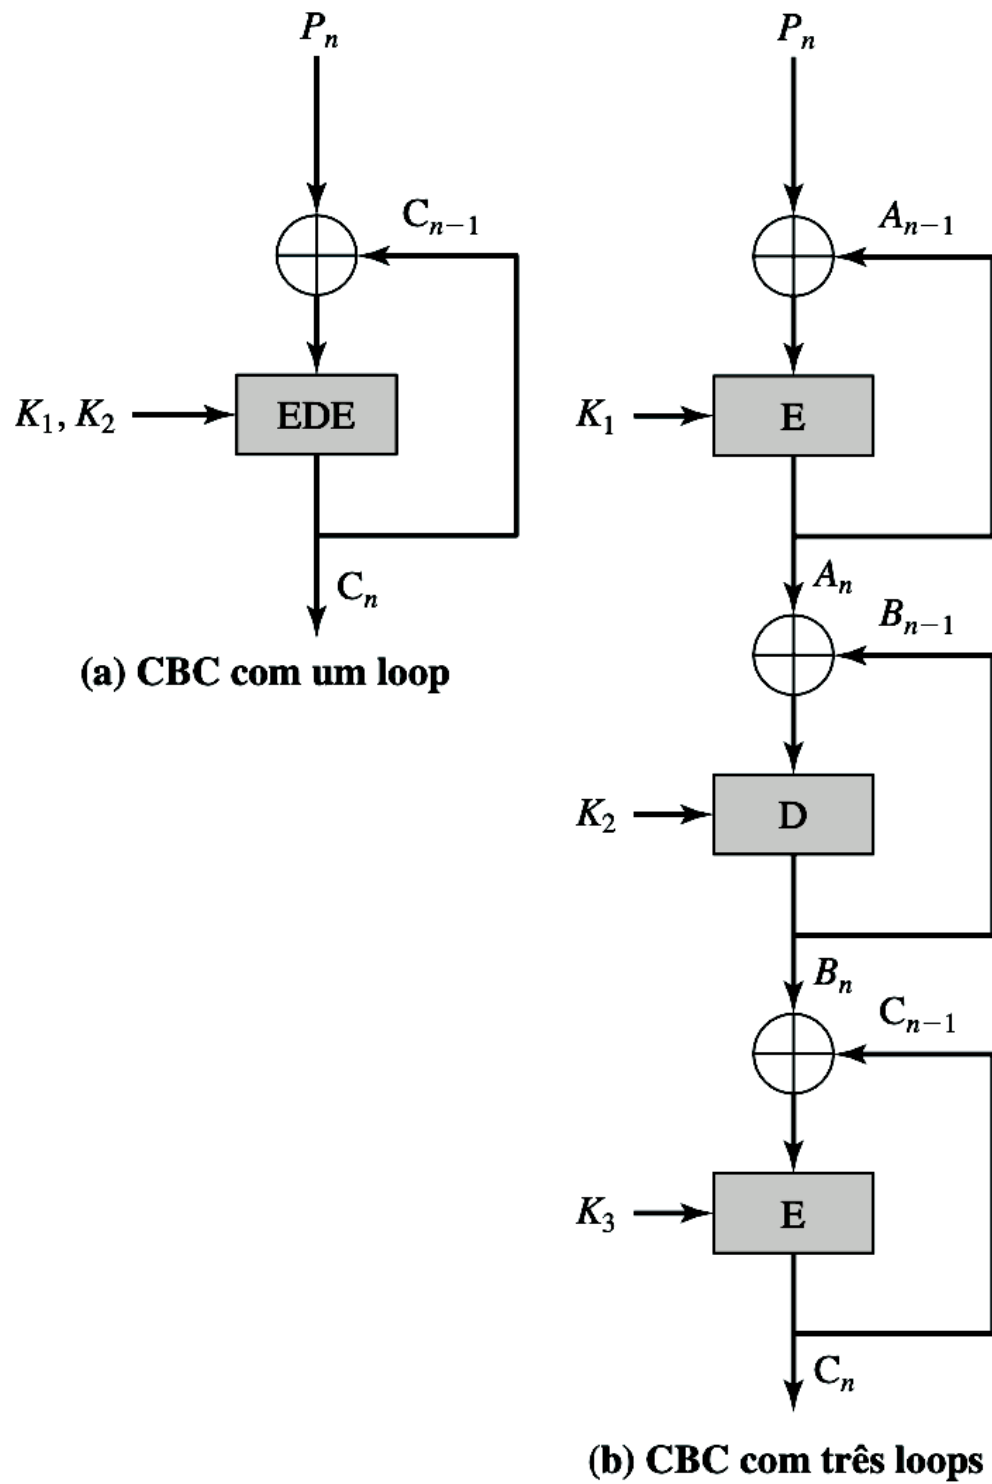 Pn
Cn−1
K1, K2
EDE
Cn
(a) CBC com um loop
Pn
An−1
K1
E
An
Bn−1
K2
D
Bn
Cn−1
K3
E
Cn
(b) CBC com três loops